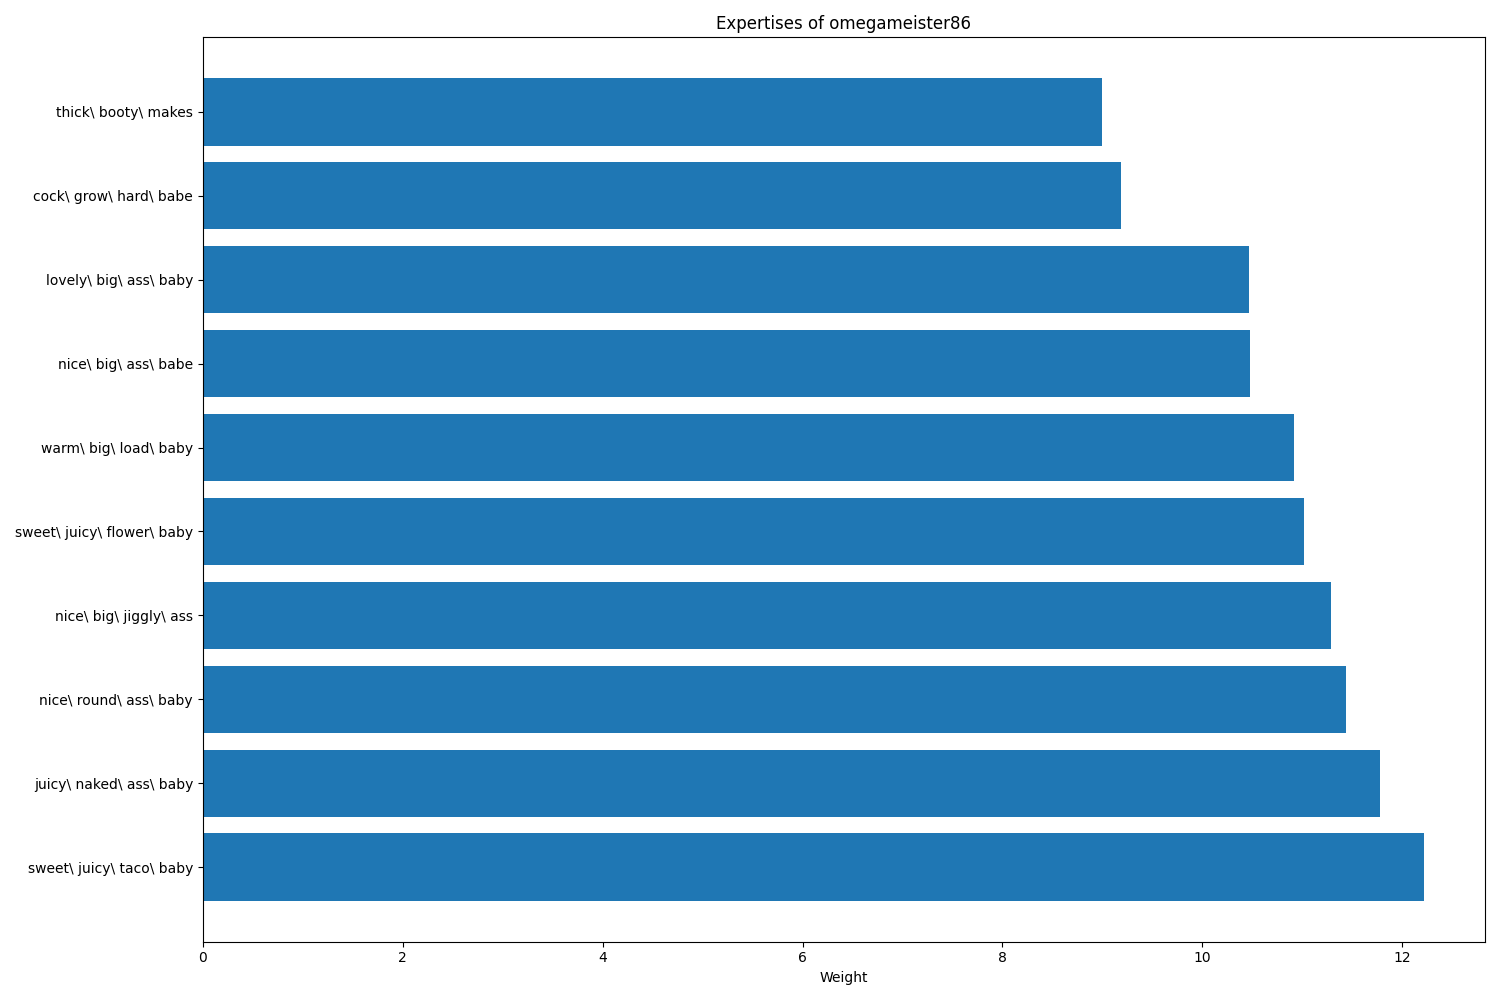 Expertises of omegameister86
thick\ booty\ makes
cock\ grow\ hard\ babe
lovely\ big\ ass\ baby
nice\ big\ ass\ babe
warm\ big\ load\ baby
sweet\ juicy\ flower\ baby
nice\ big\ jiggly\ ass
nice\ round\ ass\ baby
juicy\ naked\ ass\ baby
sweet\ juicy\ taco\ baby
0 2 4 6 8 10 12
Weight